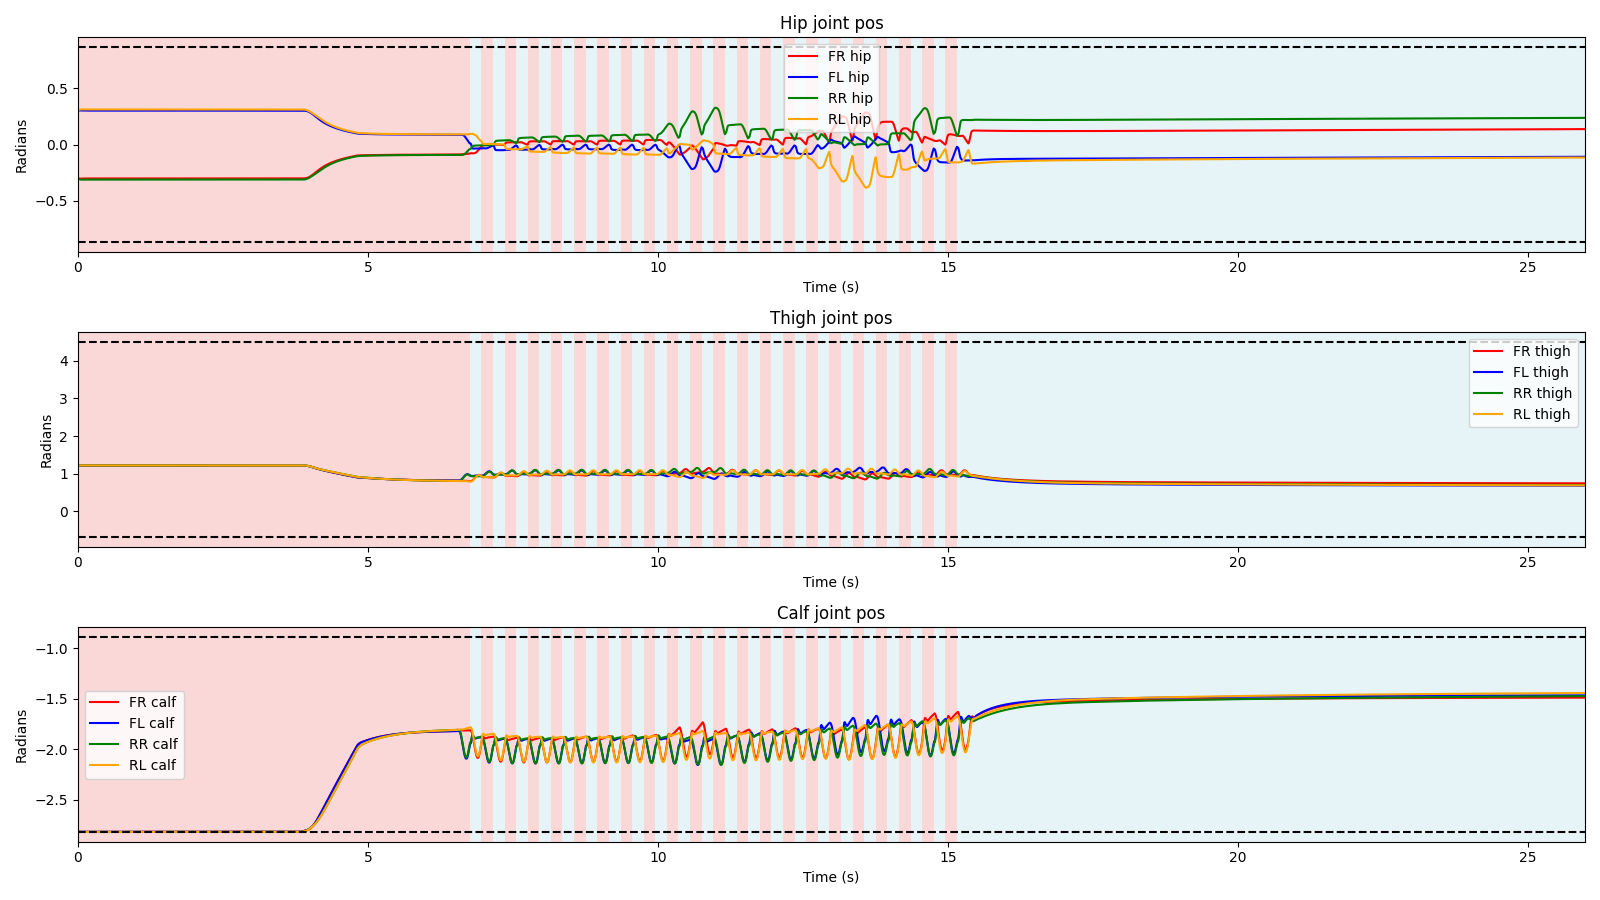 Hip joint pos
Radians
0.5
0.0
−0.5
FR hip
FL hip
RR hip
RL hip
0 5 10 15 20 25
Time (s)
Thigh joint pos
Radians
4
3
2
1
0
FR thigh
FL thigh
RR thigh
RL thigh
0 5 10 15 20 25
Time (s)
Calf joint pos
Radians
−1.0
−1.5
−2.0
−2.5
FR calf
FL calf
RR calf
RL calf
0 5 10 15 20 25
Time (s)